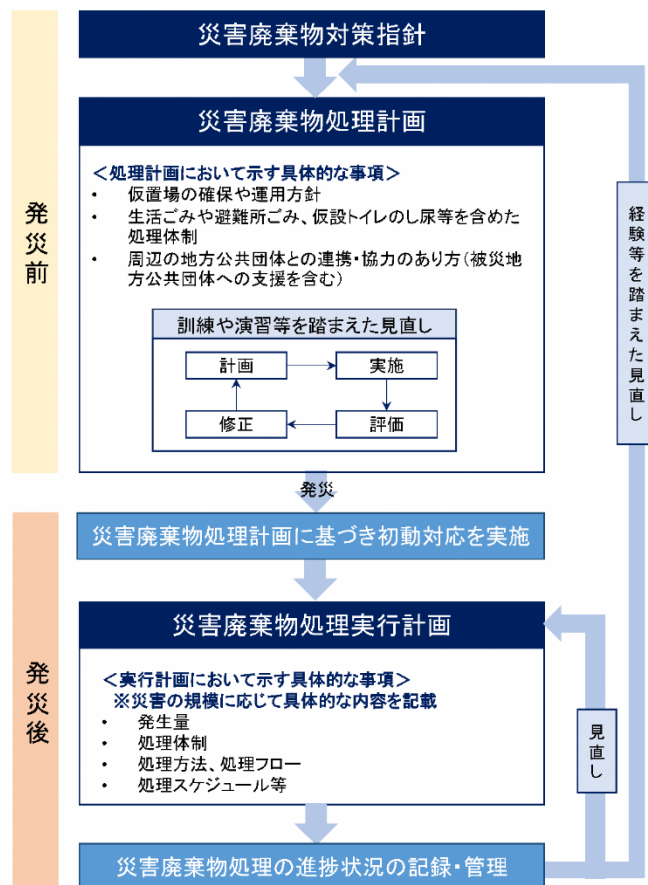 災害廃棄物対策指針
発災前
災害廃棄物処理計画
＜処理計画において示す具体的な事項＞
・ 仮置場の確保や運用方針
・ 生活ごみや避難所ごみ、仮設トイレのし尿等を含めた
処理体制
・ 周辺の地方公共団体との連携・協力のあり方（被災地
方公共団体への支援を含む）
訓練や演習等を踏まえた見直し
計画
実施
修正
評価
経験等を踏まえた見直し
発災
災害廃棄物処理計画に基づき初動対応を実施
発災後
災害廃棄物処理実行計画
＜実行計画において示す具体的な事項＞
※災害の規模に応じて具体的な内容を記載
・ 発生量
・ 処理体制
・ 処理方法、処理フロー
・ 処理スケジュール等
見直し
災害廃棄物処理の進捗状況の記録・管理